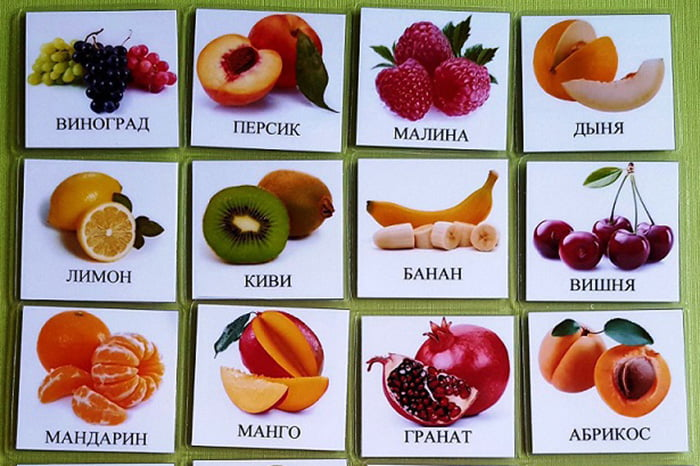 ВИНОГРАД
ПЕРСИК
МАЛИНА
ДЫНЯ
ЛИМОН
КИВИ
БАНАН
ВИШНЯ
МАНДАРИН
МАНГО
ГРАНАТ
АБРИКОС